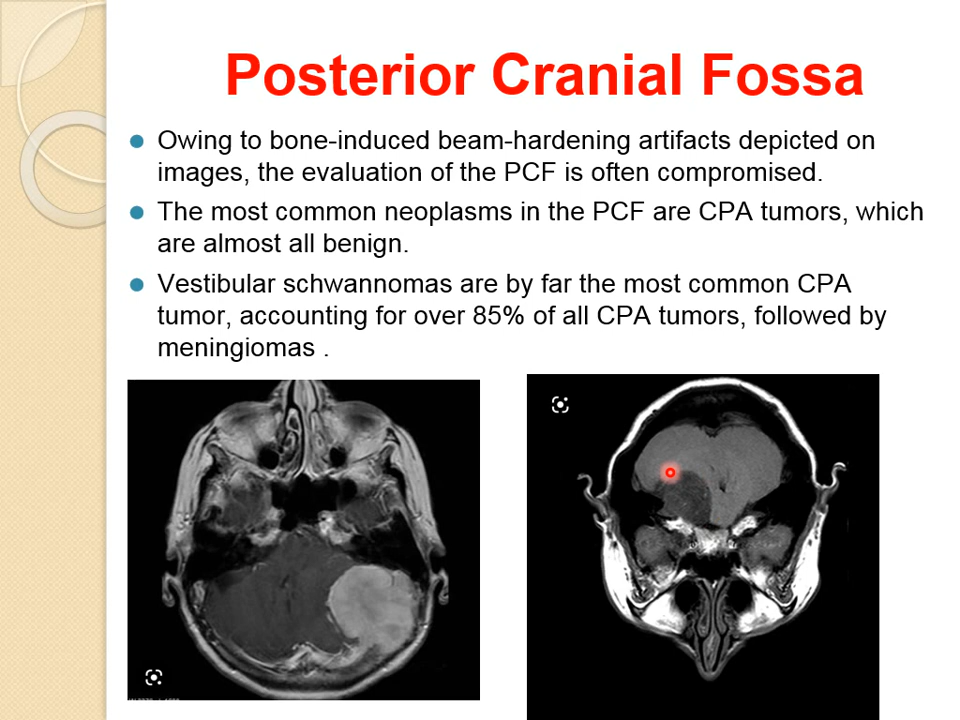 Posterior Cranial Fossa
Owing to bone-induced beam-hardening artifacts depicted on
images, the evaluation of the PCF is often compromised.
The most common neoplasms in the PCF are CPA tumors, which
are almost all benign.
Vestibular schwannomas are by far the most common CPA
tumor, accounting for over 85% of all CPA tumors, followed by
meningiomas .